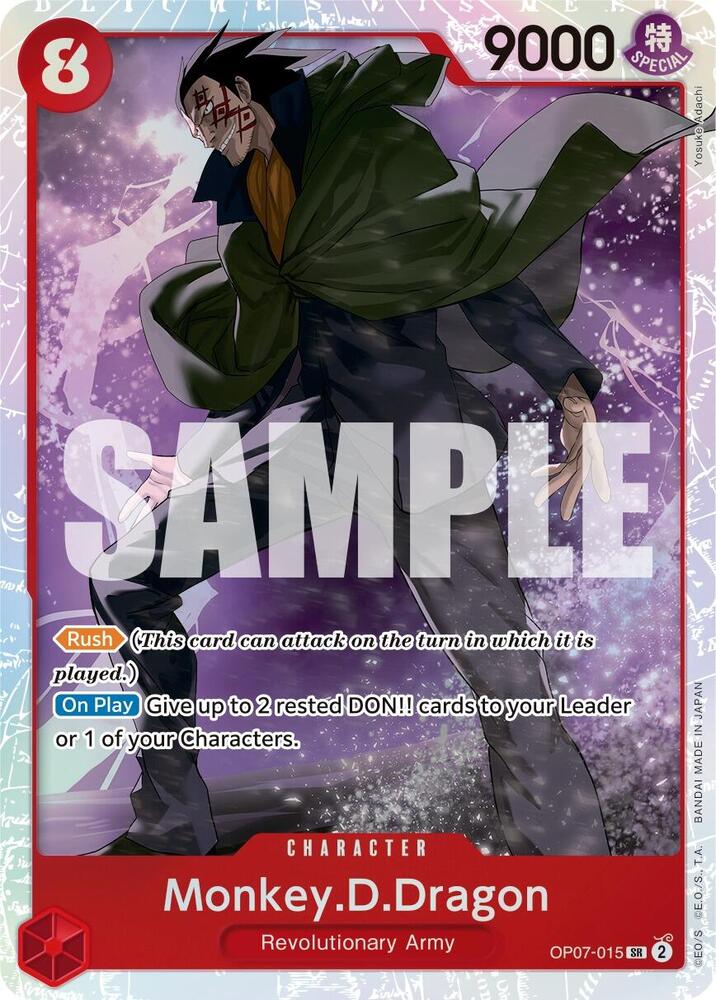 8
9000
特
SPECIAL
Yosuke Adachi
SAMPLE
Rush (This card can attack on the turn in which it is
played.)
On Play Give up to 2 rested DON!! cards to your Leader
or 1 of your Characters.
CHARACTER
Monkey.D.Dragon
Revolutionary Army
OP07-015 SR 2
©E.O/S ©E.O./S., T.A. BANDAI MADE IN JAPAN